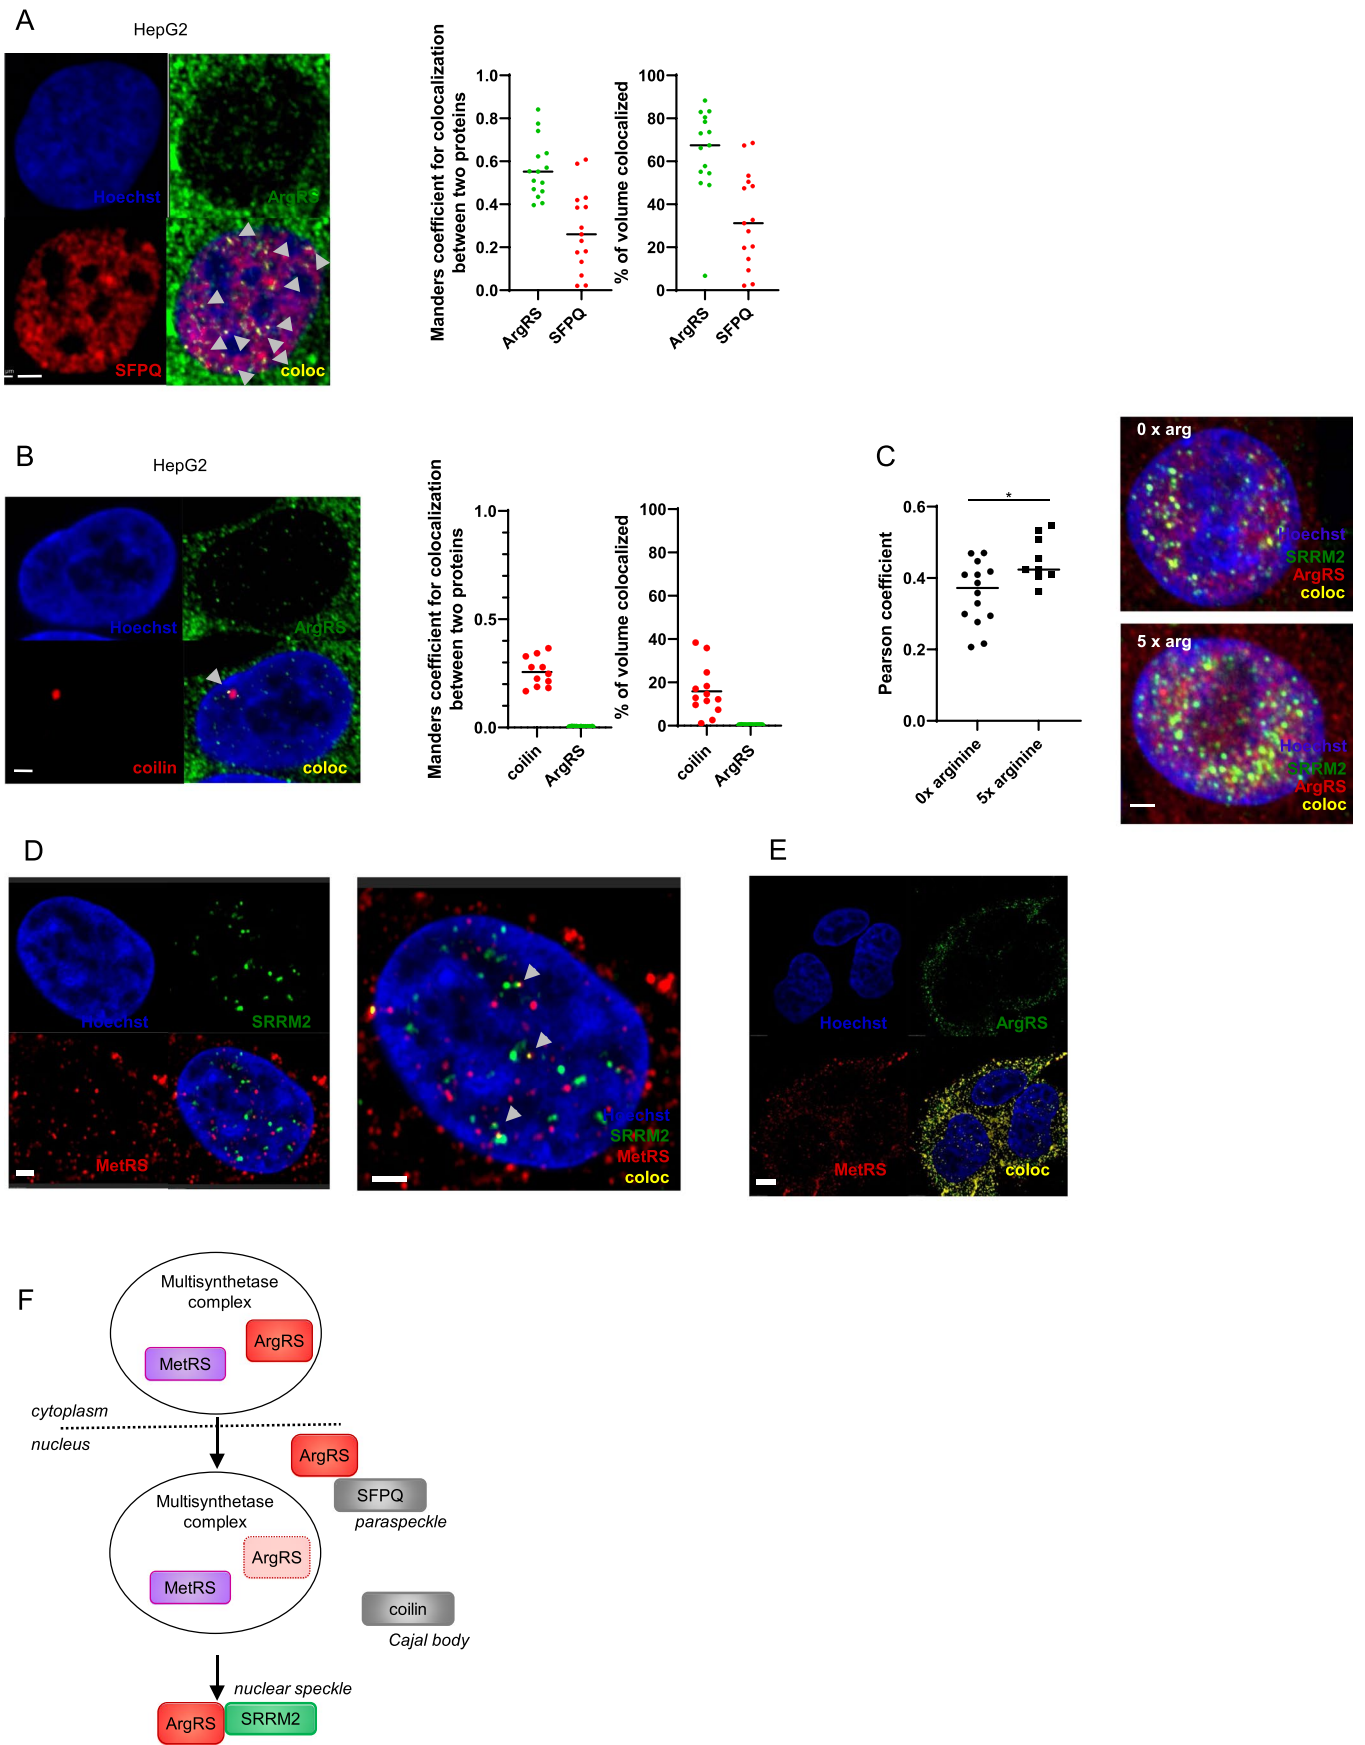 A
HepG2
Hoechst
ArgRS
SFPQ
coloc
μm
Manders coefficient for colocalization
between two proteins
1.0
0.8
0.6
0.4
0.2
0.0
ArgRS
SFPQ
% of volume colocalized
100
80
60
40
20
0
ArgRS
SFPQ
B
HepG2
Hoechst
ArgRS
coilin
coloc
Manders coefficient for colocalization
between two proteins
1.0
0.5
0.0
coilin
ArgRS
% of volume colocalized
100
80
60
40
20
0
coilin
ArgRS
C
Pearson coefficient
0.6
0.4
0.2
0.0
*
0x arginine
5x arginine
0 x arg
Hoechst
SRRM2
ArgRS
coloc
5 x arg
Hoechst
SRRM2
ArgRS
coloc
D
Hoechst
SRRM2
MetRS
Hoechst
SRRM2
MetRS
coloc
E
Hoechst
ArgRS
MetRS
coloc
F
Multisynthetase
complex
ArgRS
MetRS
cytoplasm
nucleus
ArgRS
SFPQ
paraspeckle
Multisynthetase
complex
ArgRS
MetRS
coilin
Cajal body
nuclear speckle
ArgRS
SRRM2